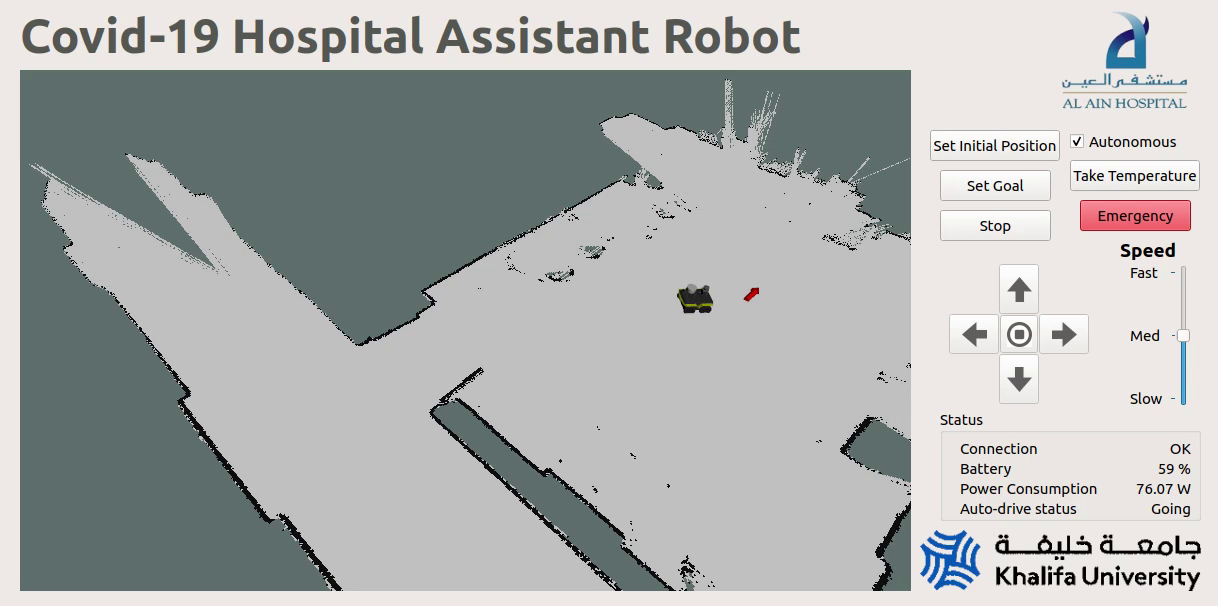 Covid-19 Hospital Assistant Robot
مستشفى العين
AL AIN HOSPITAL
Set Initial Position
Autonomous
Set Goal
Take Temperature
Stop
Emergency
Speed
Fast
Med
Slow
Status
Connection OK
Battery 59 %
Power Consumption 76.07 W
Auto-drive status Going
جامعة خليفة
Khalifa University